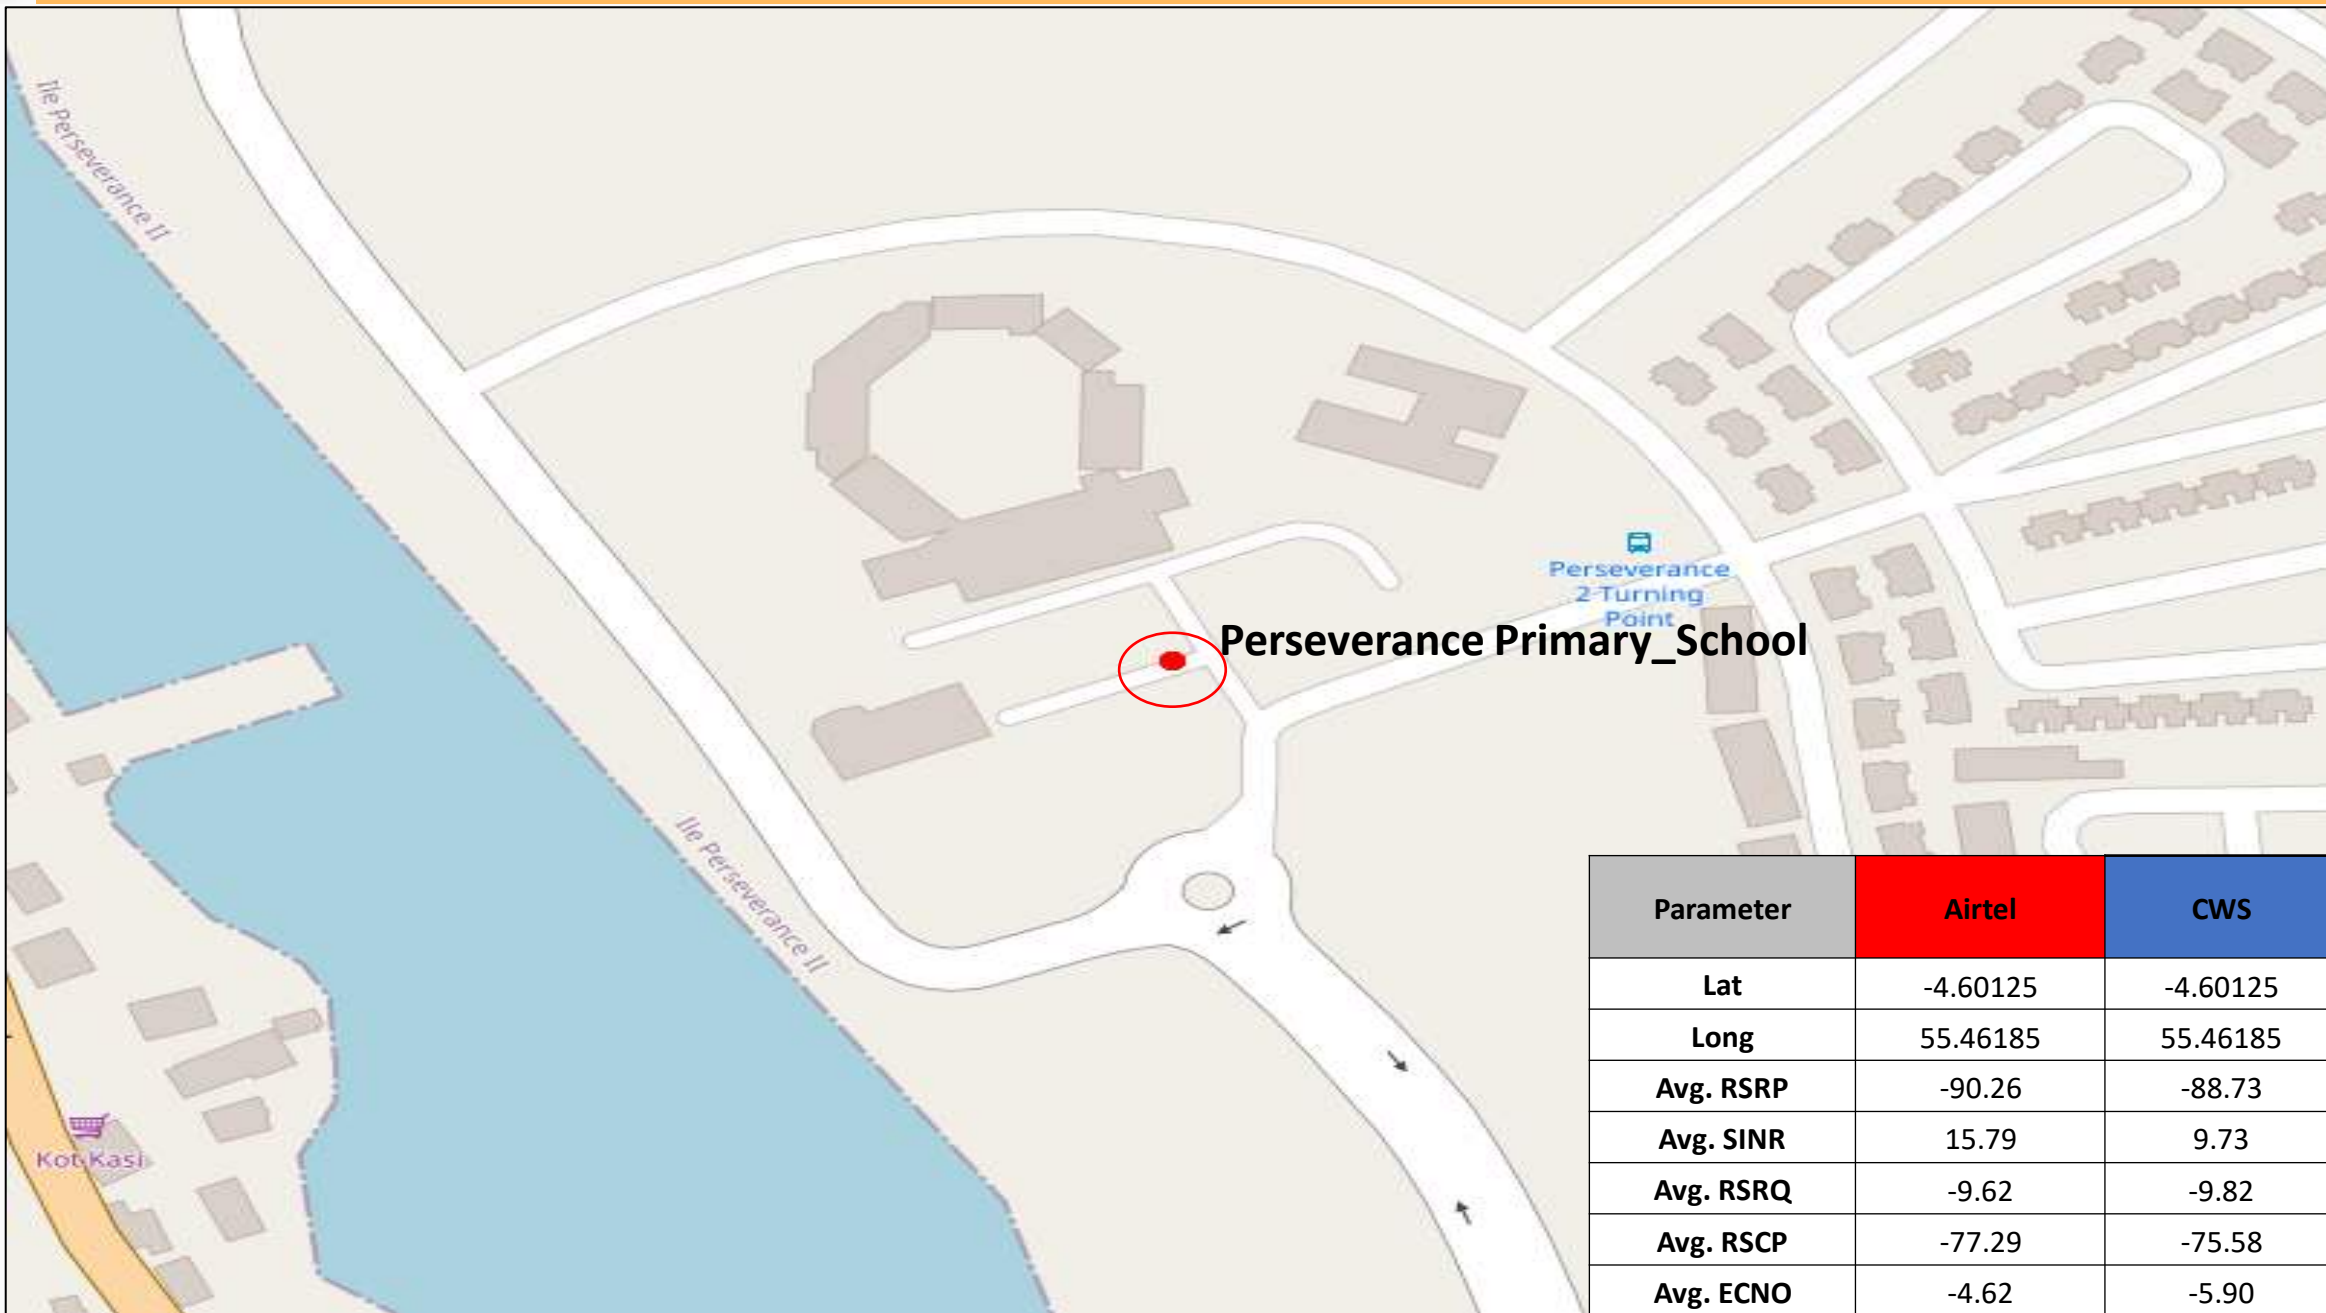 Ile Perseverance II
Perseverance
2 Turning
Point
Perseverance Primary_School
Ile Perseverance II
Kot Kasi
Parameter Airtel CWS
Lat -4.60125 -4.60125
Long 55.46185 55.46185
Avg. RSRP -90.26 -88.73
Avg. SINR 15.79 9.73
Avg. RSRQ -9.62 -9.82
Avg. RSCP -77.29 -75.58
Avg. ECNO -4.62 -5.90